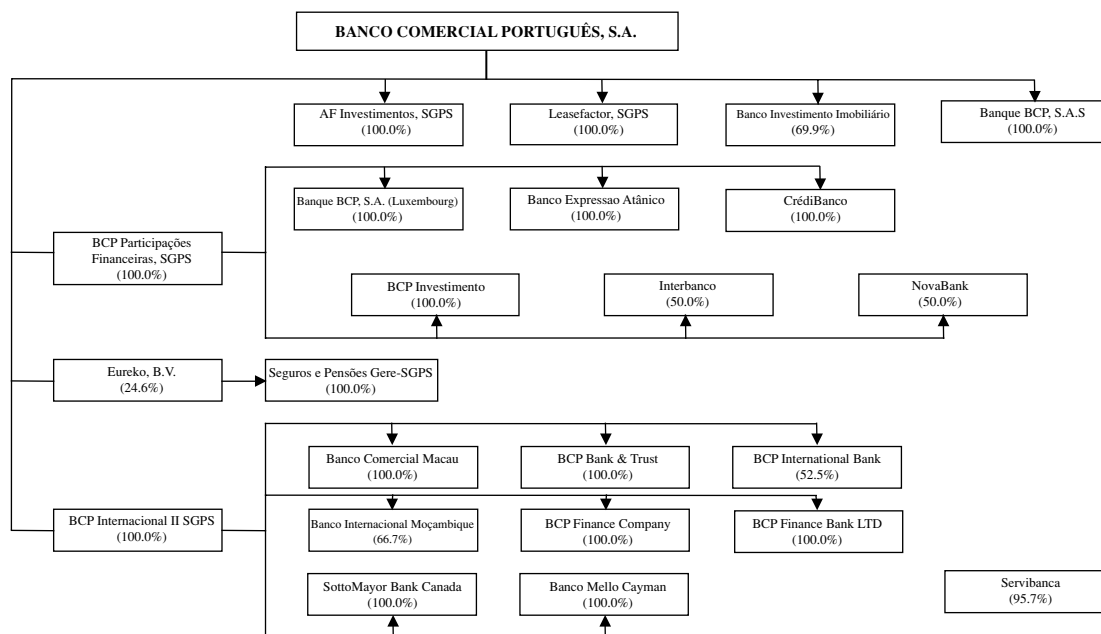 BANCO COMERCIAL PORTUGUÊS, S.A.
AF Investimentos, SGPS
(100.0%)
Leasefactor, SGPS
(100.0%)
Banco Investimento Imobiliário
(69.9%)
Banque BCP, S.A.S
(100.0%)
Banque BCP, S.A. (Luxembourg)
(100.0%)
Banco Expressao Atânico
(100.0%)
CrédiBanco
(100.0%)
BCP Participações
Financeiras, SGPS
(100.0%)
BCP Investimento
(100.0%)
Interbanco
(50.0%)
NovaBank
(50.0%)
Eureko, B.V.
(24.6%)
Seguros e Pensões Gere-SGPS
(100.0%)
Banco Comercial Macau
(100.0%)
BCP Bank & Trust
(100.0%)
BCP International Bank
(52.5%)
BCP Internacional II SGPS
(100.0%)
Banco Internacional Moçambique
(66.7%)
BCP Finance Company
(100.0%)
BCP Finance Bank LTD
(100.0%)
SottoMayor Bank Canada
(100.0%)
Banco Mello Cayman
(100.0%)
Servibanca
(95.7%)